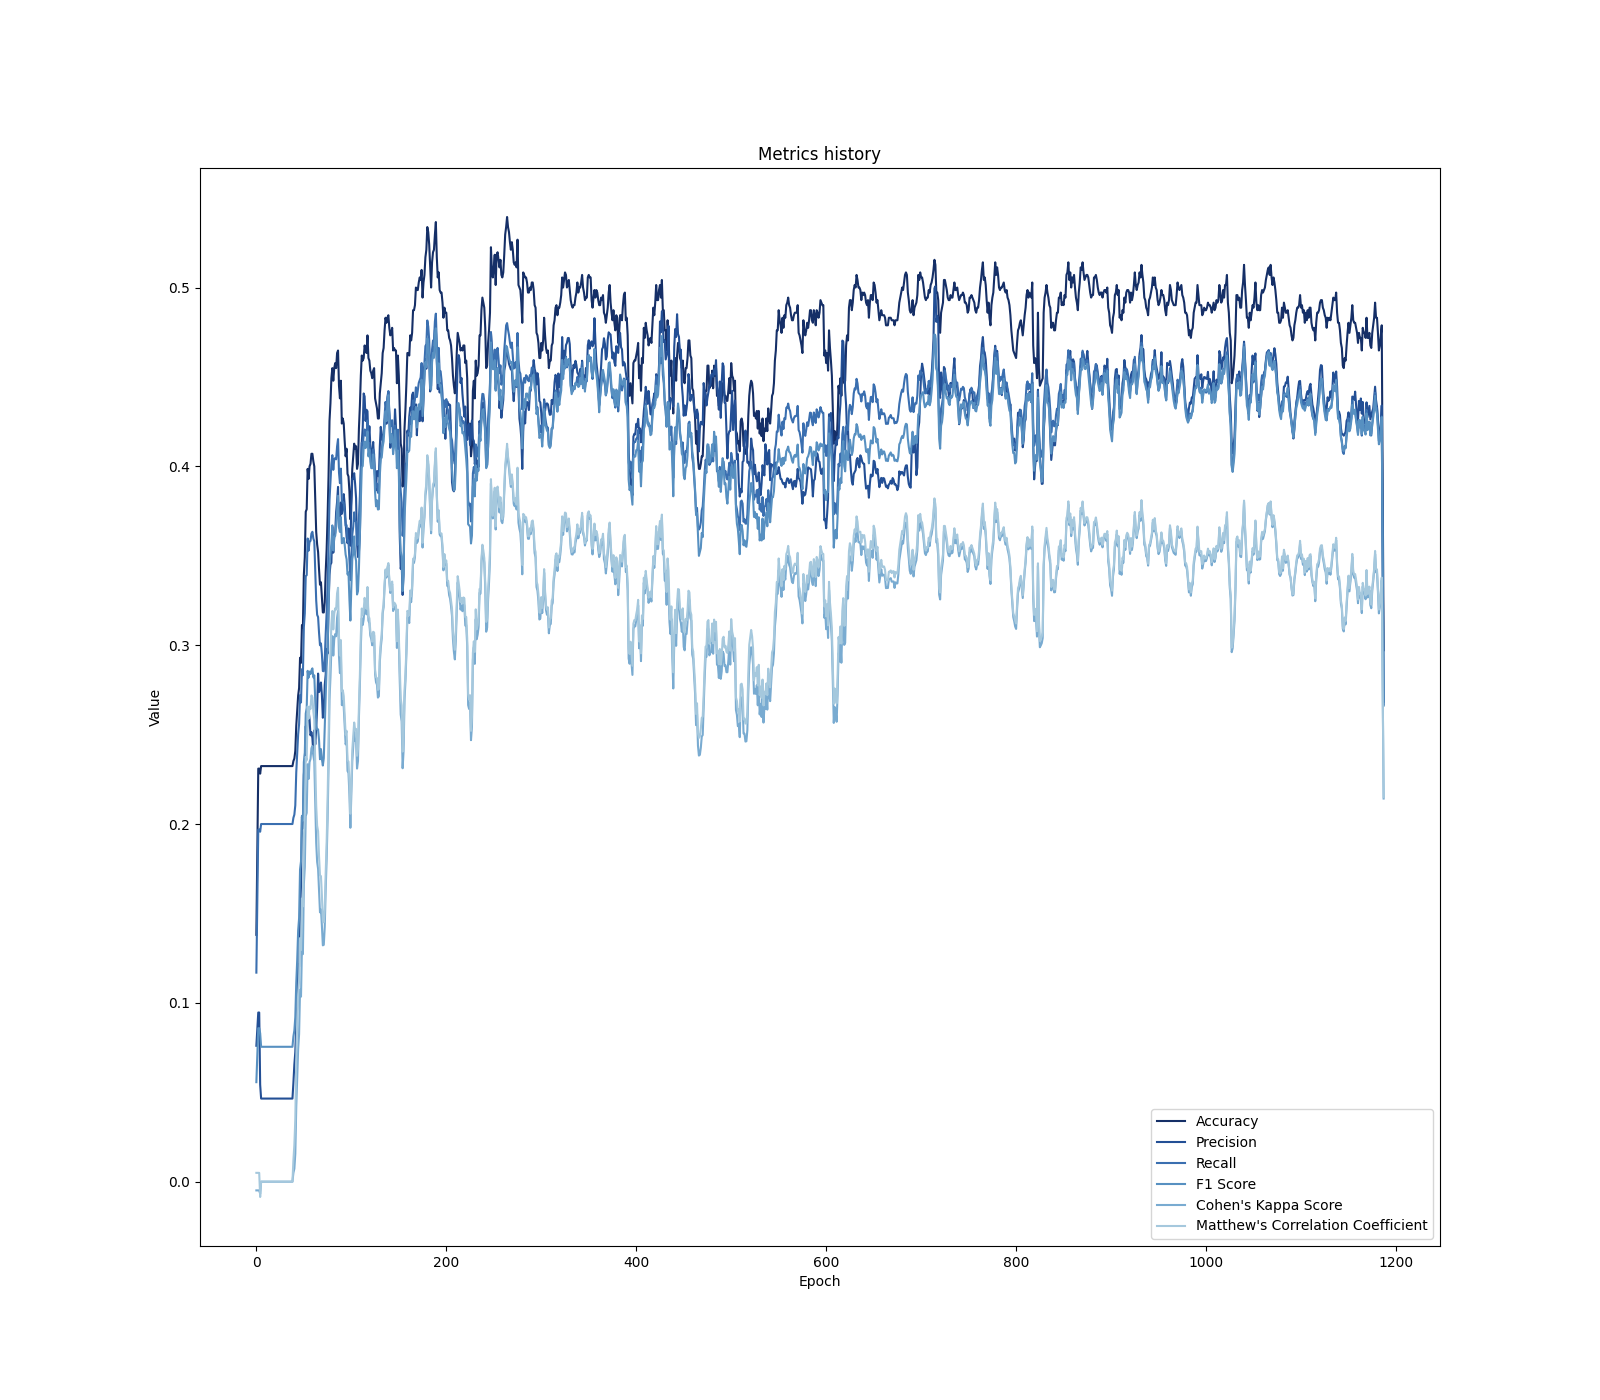 Metrics history
Value
0.5
0.4
0.3
0.2
0.1
0.0
0 200 400 600 800 1000 1200
Epoch
Accuracy
Precision
Recall
F1 Score
Cohen's Kappa Score
Matthew's Correlation Coefficient